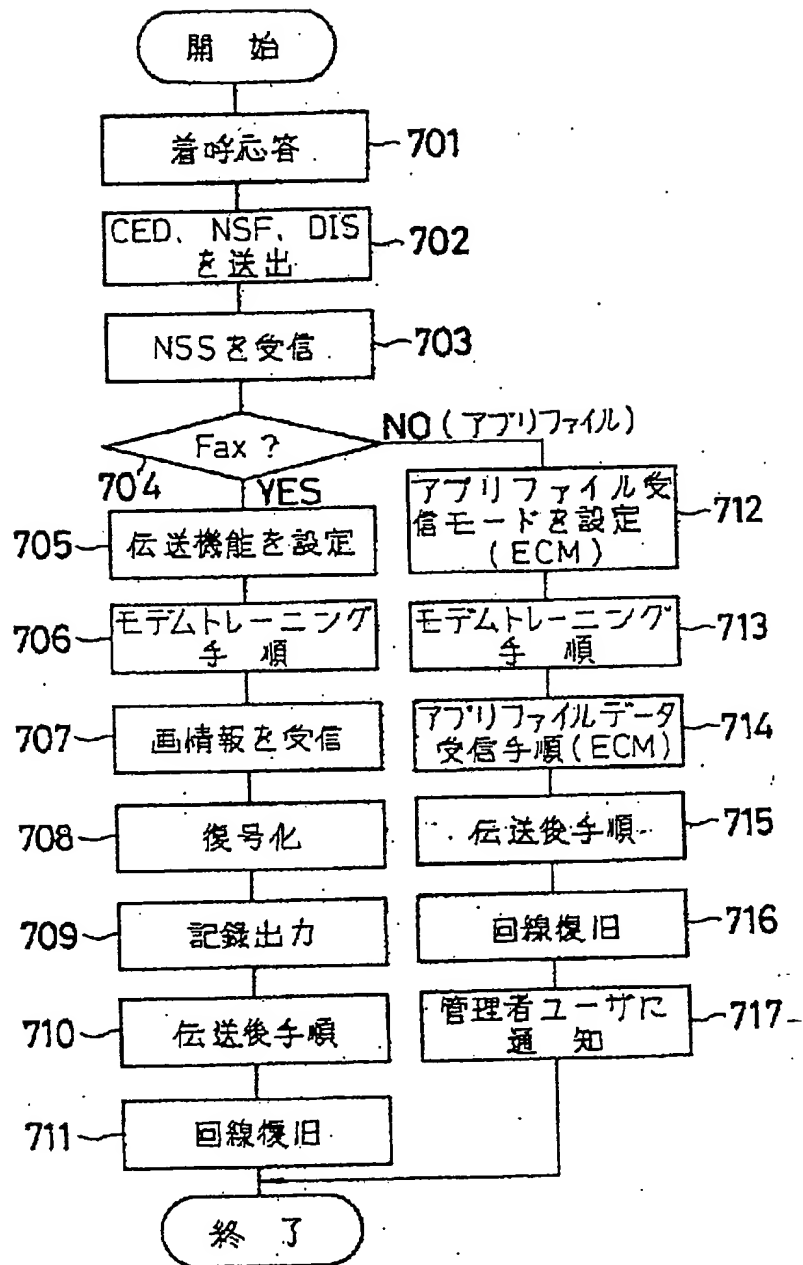 開始
着呼応答
701
CED、NSF、DIS
を送出
702
NSSを受信
703
Fax?
704
NO(アプリファイル)
YES
伝送機能を設定
705
モデムトレーニング
手順
706
画情報を受信
707
復号化
708
記録出力
709
伝送後手順
710
回線復旧
711
アプリファイル受
信モードを設定
(ECM)
712
モデムトレーニング
手順
713
アプリファイルデータ
受信手順(ECM)
714
伝送後手順
715
回線復旧
716
管理者ユーザに
通知
717
終了